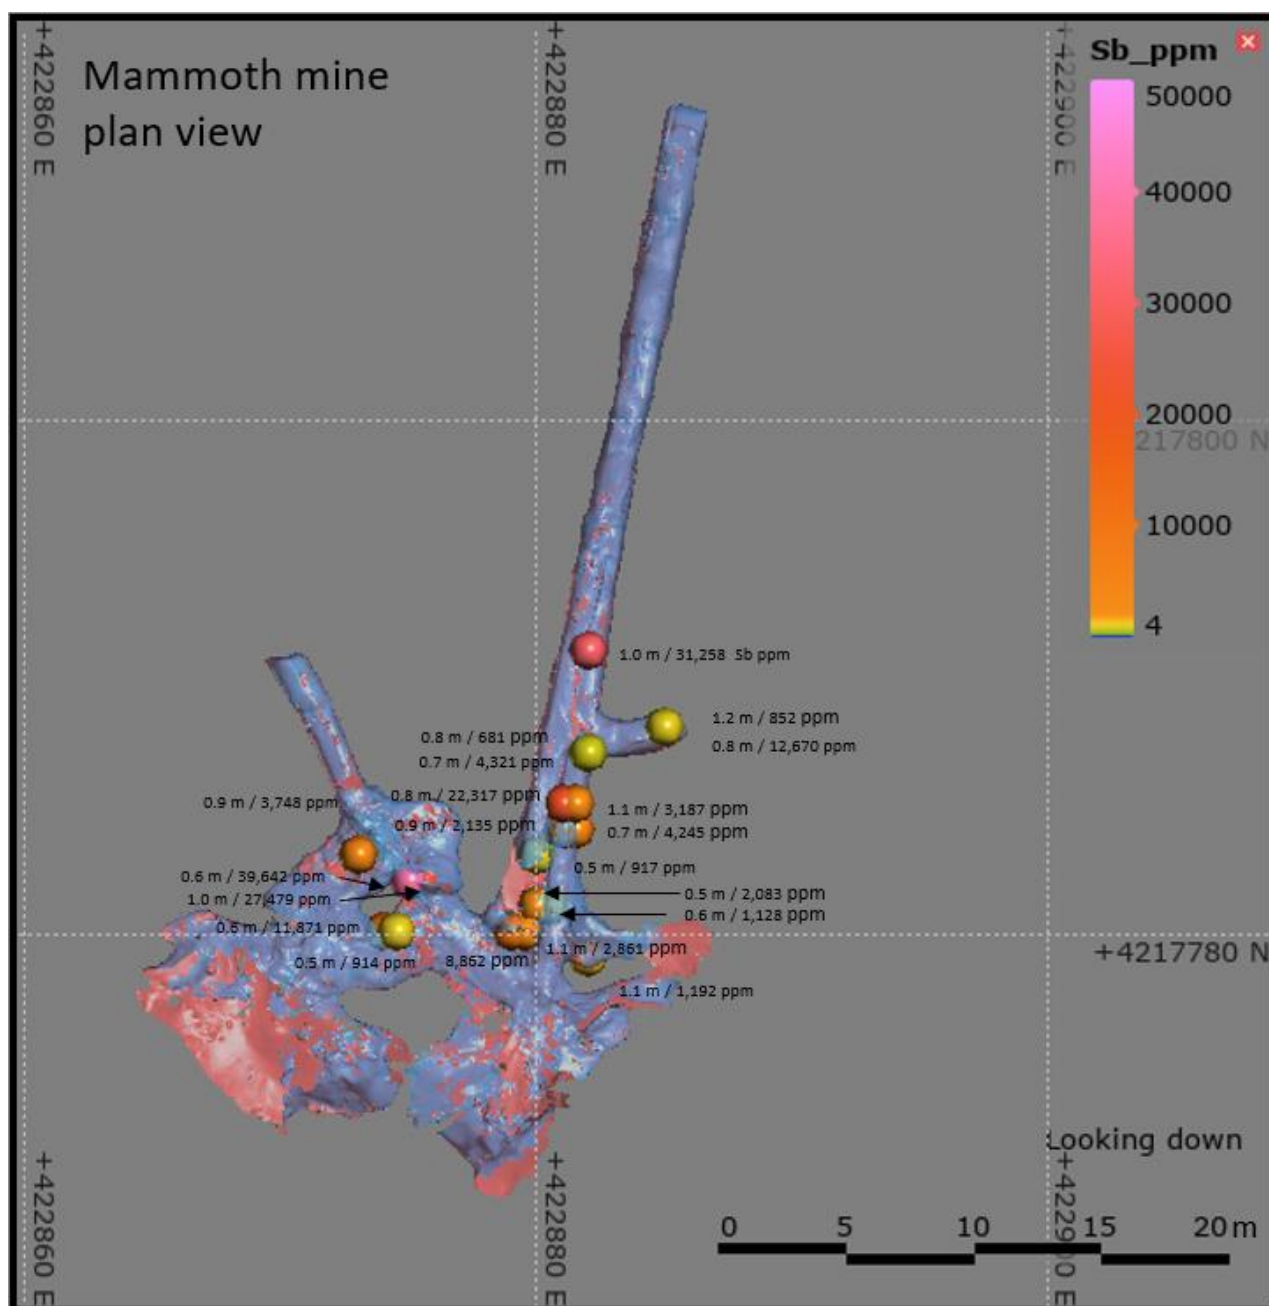 Mammoth mine
plan view
+422860 E
+422880 E
+422900 E
Sb_ppm
50000
40000
30000
20000
217800 N
10000
4
1.0 m / 31,258 Sb ppm
1.2 m / 852 ppm
0.8 m / 681 ppm
0.8 m / 12,670 ppm
0.7 m / 4,321 ppm
0.8 m / 22,317 ppm
0.9 m / 3,748 ppm
1.1 m / 3,187 ppm
0.9 m / 2,135 ppm
0.7 m / 4,245 ppm
0.5 m / 917 ppm
0.6 m / 39,642 ppm
0.5 m / 2,083 ppm
1.0 m / 27,479 ppm
0.6 m / 1,128 ppm
0.6 m / 11,871 ppm
1.1 m / 2,861 ppm
8,862 ppm
0.5 m / 914 ppm
+4217780 N
1.1 m / 1,192 ppm
Looking down
+422860 E
+422880 E
+422900 E
0 5 10 15 20 m